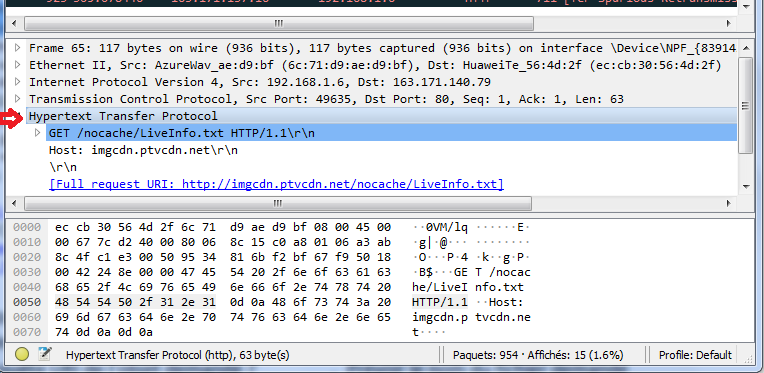 Frame 65: 117 bytes on wire (936 bits), 117 bytes captured (936 bits) on interface \Device\NPF_{83914
Ethernet II, Src: AzureWav_ae:d9:bf (6c:71:d9:ae:d9:bf), Dst: HuaweiTe_56:4d:2f (ec:cb:30:56:4d:2f)
Internet Protocol Version 4, Src: 192.168.1.6, Dst: 163.171.140.79
Transmission Control Protocol, Src Port: 49635, Dst Port: 80, Seq: 1, Ack: 1, Len: 63
Hypertext Transfer Protocol
GET /nocache/LiveInfo.txt HTTP/1.1\r\n
Host: imgcdn.ptvcdn.net\r\n
\r\n
[Full request URI: http://imgcdn.ptvcdn.net/nocache/LiveInfo.txt]
0000 ec cb 30 56 4d 2f 6c 71 d9 ae d9 bf 08 00 45 00 ··0VM/lq ······E·
0010 00 67 7c d2 40 00 80 06 8c 15 c0 a8 01 06 a3 ab ·g|·@··· ········
0020 8c 4f c1 e3 00 50 95 34 81 6b f2 bf 67 f9 50 18 ·O···P·4 ·k··g·P·
0030 00 42 24 8e 00 00 47 45 54 20 2f 6e 6f 63 61 63 ·B$···GE T /nocac
0040 68 65 2f 4c 69 76 65 49 6e 66 6f 2e 74 78 74 20 he/LiveI nfo.txt
0050 48 54 54 50 2f 31 2e 31 0d 0a 48 6f 73 74 3a 20 HTTP/1.1 ··Host:
0060 69 6d 67 63 64 6e 2e 70 74 76 63 64 6e 2e 6e 65 imgcdn.p tvcdn.ne
0070 74 0d 0a 0d 0a t····
Hypertext Transfer Protocol (http), 63 byte(s) Paquets: 954 · Affichés: 15 (1.6%) Profile: Default